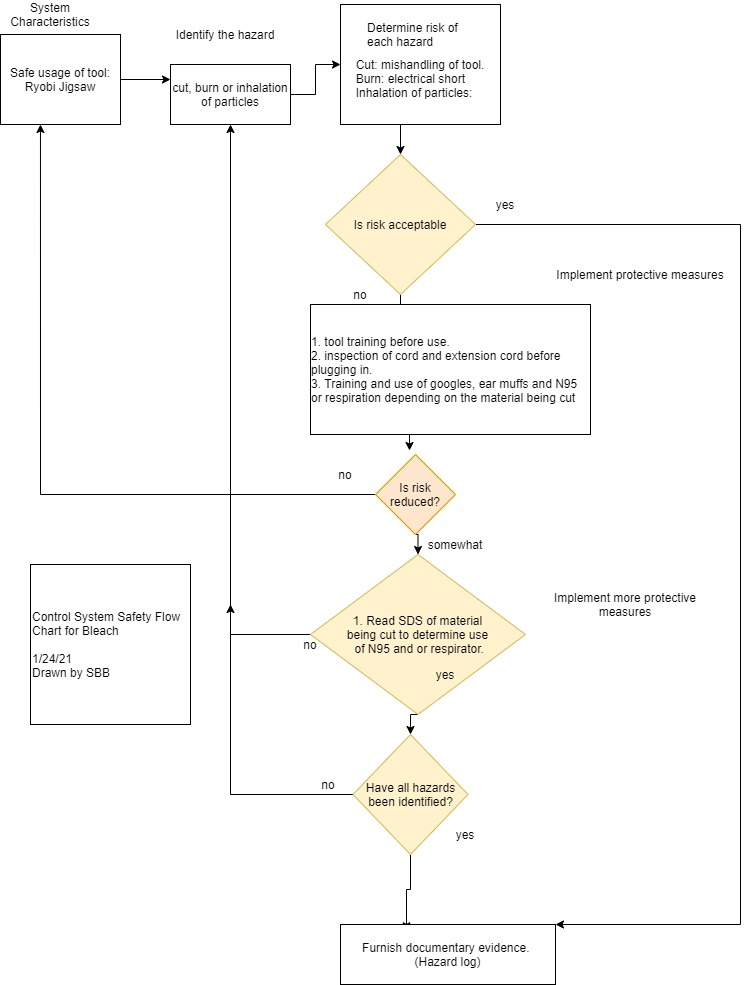 System
Characteristics
Identify the hazard
Determine risk of
each hazard
Cut: mishandling of tool.
Burn: electrical short
Inhalation of particles:
Safe usage of tool:
Ryobi Jigsaw
cut, burn or inhalation
of particles
Is risk acceptable
yes
Implement protective measures
no
1. tool training before use.
2. inspection of cord and extension cord before
plugging in.
3. Training and use of googles, ear muffs and N95
or respiration depending on the material being cut
no
Is risk
reduced?
somewhat
Implement more protective
measures
Control System Safety Flow
Chart for Bleach
1/24/21
Drawn by SBB
1. Read SDS of material
being cut to determine use
of N95 and or respirator.
no
yes
Have all hazards
been identified?
no
yes
Furnish documentary evidence.
(Hazard log)